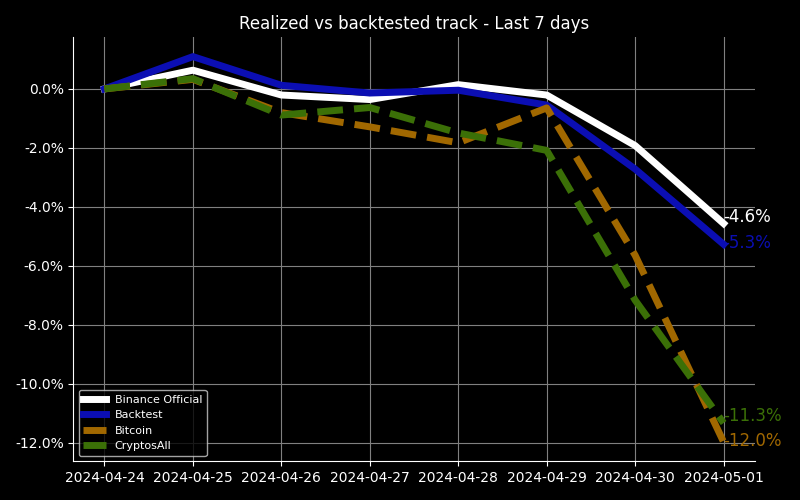 Realized vs backtested track - Last 7 days
0.0%
-2.0%
-4.0%
-6.0%
-8.0%
-10.0%
-12.0%
-4.6%
-5.3%
-11.3%
-12.0%
Binance Official
Backtest
Bitcoin
CryptosAll
2024-04-24 2024-04-25 2024-04-26 2024-04-27 2024-04-28 2024-04-29 2024-04-30 2024-05-01